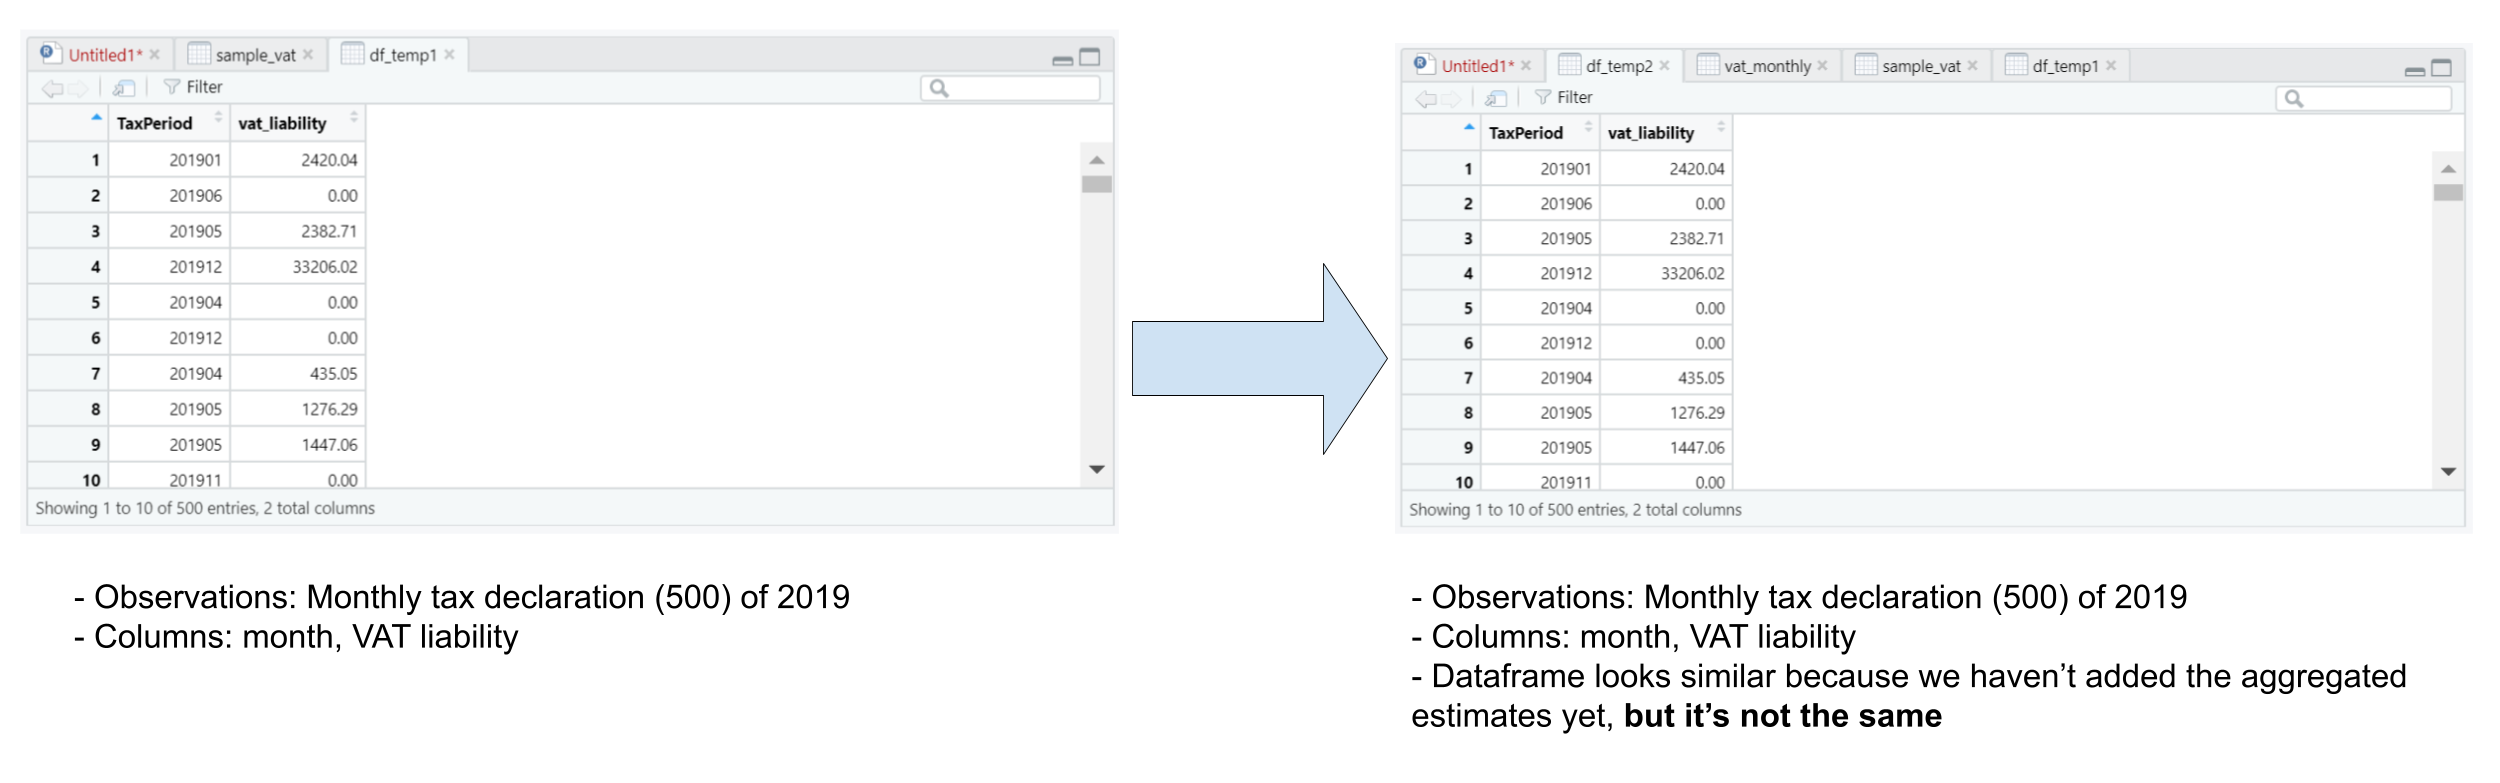 Untitled1* sample_vat df_temp1
Filter
TaxPeriod vat_liability
1 201901 2420.04
2 201906 0.00
3 201905 2382.71
4 201912 33206.02
5 201904 0.00
6 201912 0.00
7 201904 435.05
8 201905 1276.29
9 201905 1447.06
10 201911 0.00
Showing 1 to 10 of 500 entries, 2 total columns
- Observations: Monthly tax declaration (500) of 2019
- Columns: month, VAT liability
Untitled1* df_temp2 vat_monthly sample_vat df_temp1
Filter
TaxPeriod vat_liability
1 201901 2420.04
2 201906 0.00
3 201905 2382.71
4 201912 33206.02
5 201904 0.00
6 201912 0.00
7 201904 435.05
8 201905 1276.29
9 201905 1447.06
10 201911 0.00
Showing 1 to 10 of 500 entries, 2 total columns
- Observations: Monthly tax declaration (500) of 2019
- Columns: month, VAT liability
- Dataframe looks similar because we haven’t added the aggregated
estimates yet, but it’s not the same